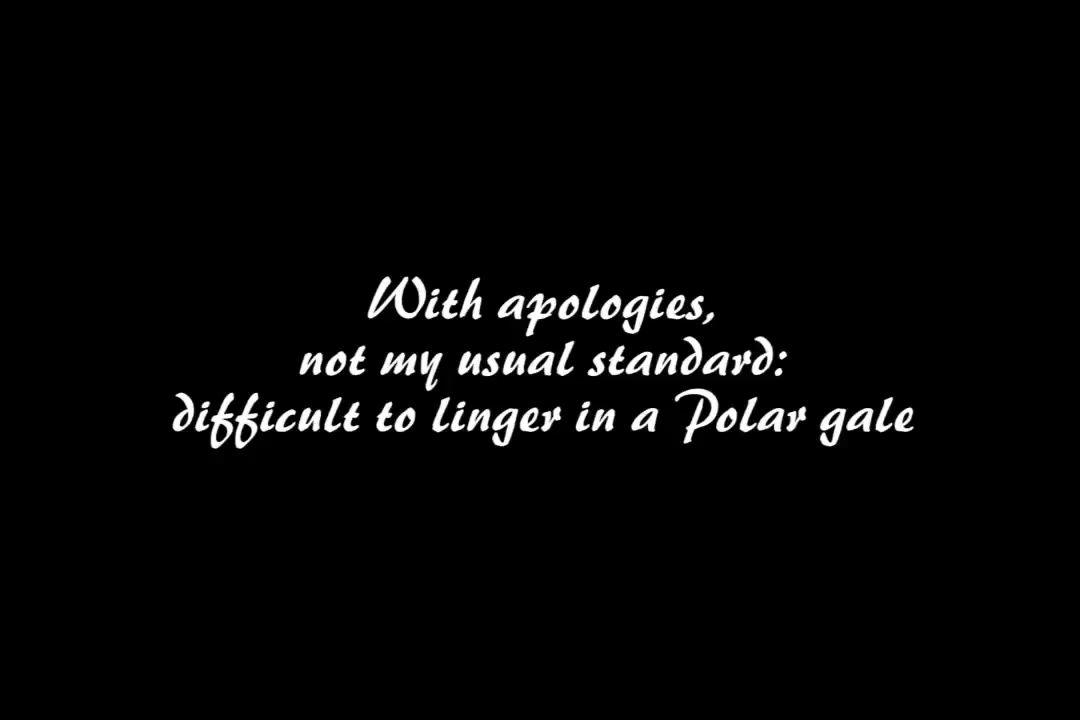 With apologies,
not my usual standard:
difficult to linger in a Polar gale